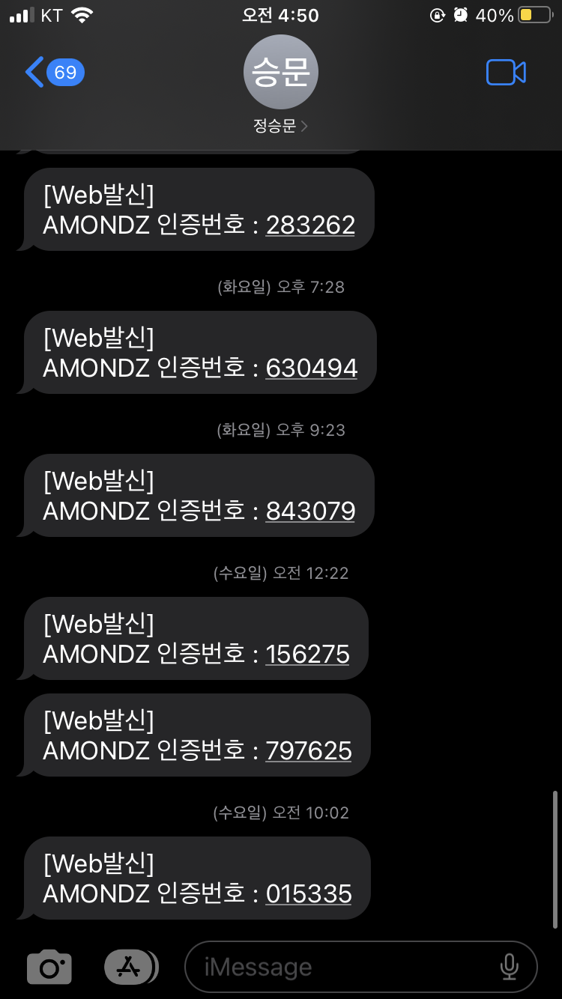 KT
오전 4:50
40%
69
승문
정승문
[Web발신]
AMONDZ 인증번호 : 283262
(화요일) 오후 7:28
[Web발신]
AMONDZ 인증번호 : 630494
(화요일) 오후 9:23
[Web발신]
AMONDZ 인증번호 : 843079
(수요일) 오전 12:22
[Web발신]
AMONDZ 인증번호 : 156275
[Web발신]
AMONDZ 인증번호 : 797625
(수요일) 오전 10:02
[Web발신]
AMONDZ 인증번호 : 015335
iMessage